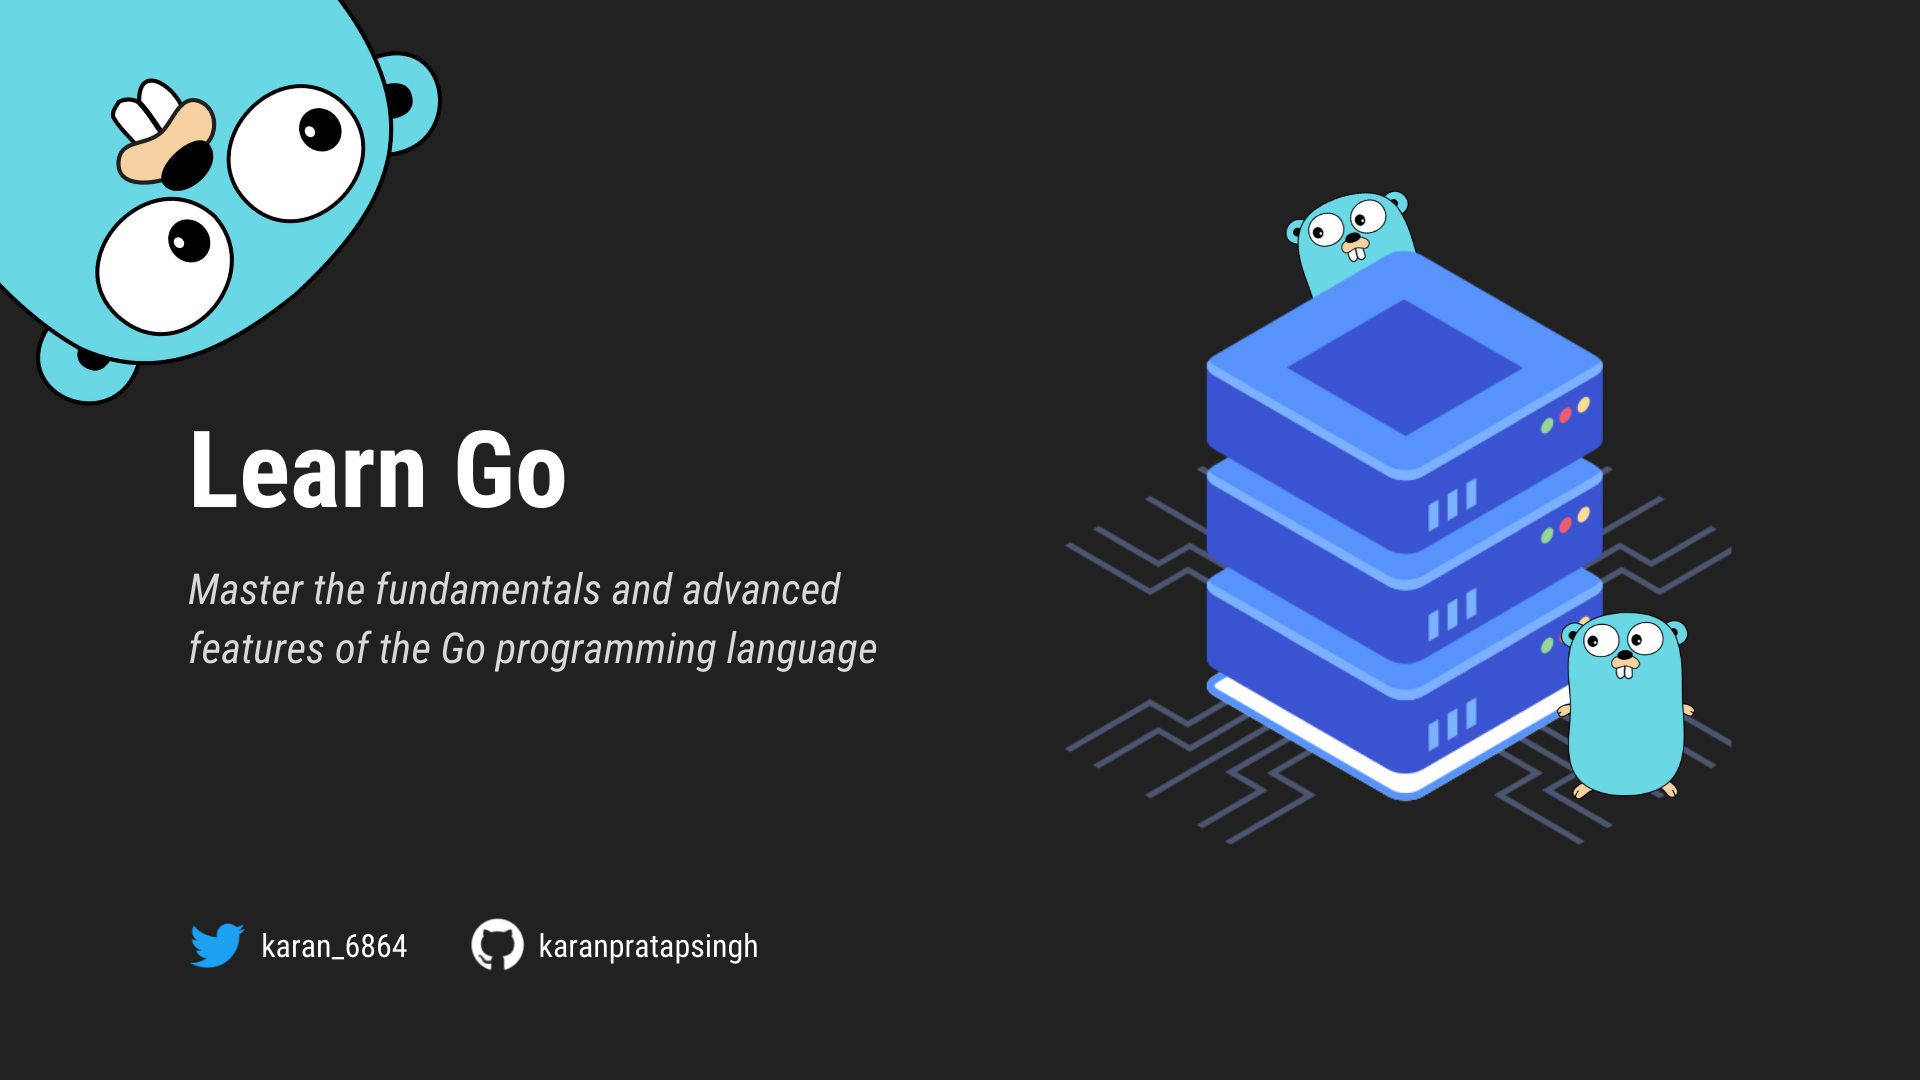 Learn Go
Master the fundamentals and advanced
features of the Go programming language
karan_6864
karanpratapsingh